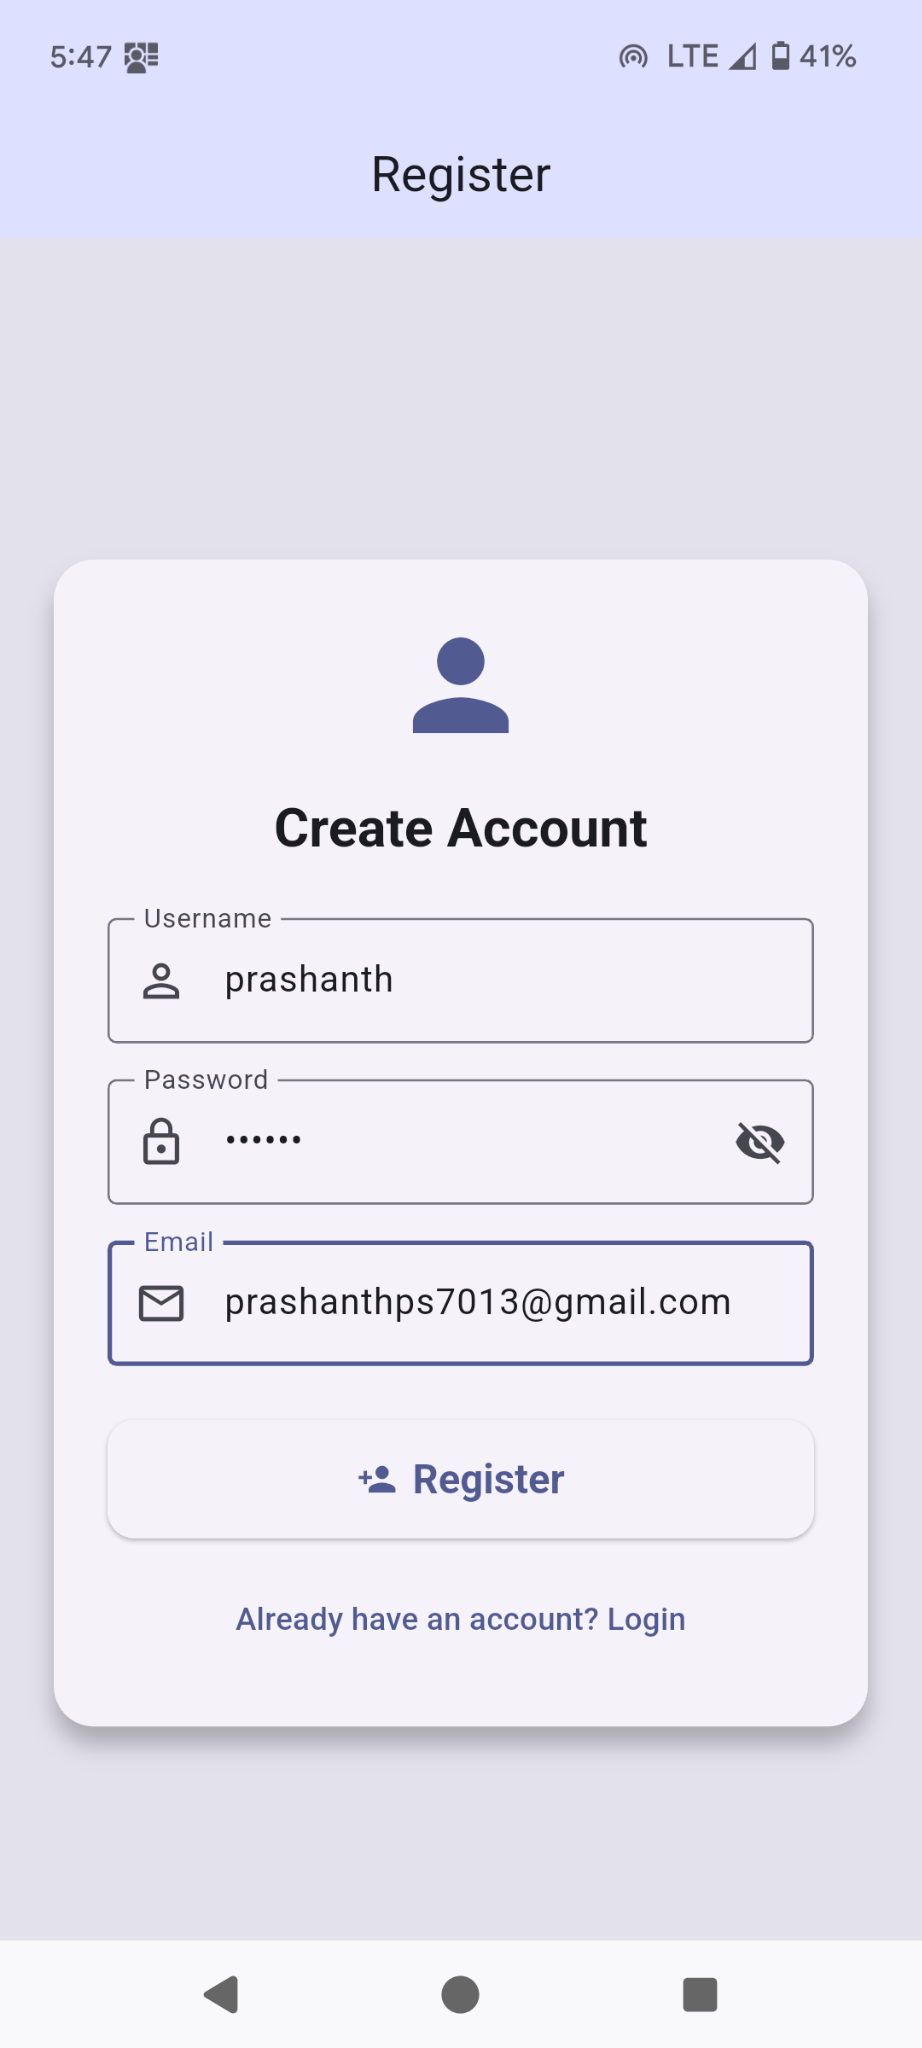 5:47 LTE 41%
Register
Create Account
Username
prashanth
Password
••••••
Email
prashanthps7013@gmail.com
Register
Already have an account? Login